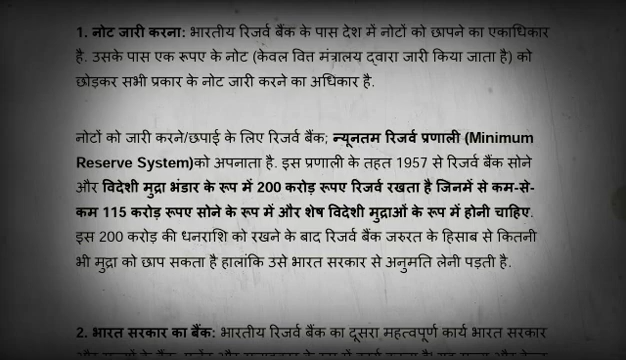 1. नोट जारी करना: भारतीय रिजर्व बैंक के पास देश में नोटों को छापने का एकाधिकार
है. उसके पास एक रूपए के नोट (केवल वित्त मंत्रालय द्वारा जारी किया जाता है) को
छोड़कर सभी प्रकार के नोट जारी करने का अधिकार है.
नोटों को जारी करने/छपाई के लिए रिजर्व बैंक; न्यूनतम रिजर्व प्रणाली (Minimum
Reserve System)को अपनाता है. इस प्रणाली के तहत 1957 से रिजर्व बैंक सोने
और विदेशी मुद्रा भंडार के रूप में 200 करोड़ रूपए रिजर्व रखता है जिनमें से कम-से-
कम 115 करोड़ रूपए सोने के रूप में और शेष विदेशी मुद्राओं के रूप में होनी चाहिए.
इस 200 करोड़ की धनराशि को रखने के बाद रिजर्व बैंक जरुरत के हिसाब से कितनी
भी मुद्रा को छाप सकता है हालांकि उसे भारत सरकार से अनुमति लेनी पड़ती है.
2. भारत सरकार का बैंक: भारतीय रिजर्व बैंक का दूसरा महत्वपूर्ण कार्य भारत सरकार